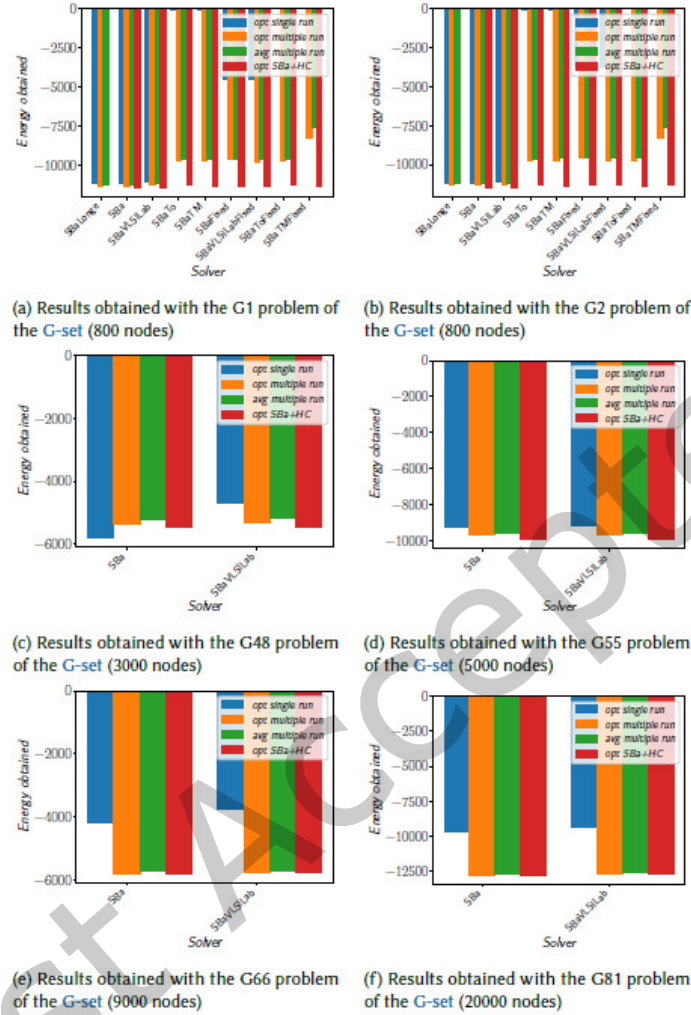 0
−2500
−5000
−7500
−10000
Energy obtained
opt single run
opt multiple run
avg multiple run
opt SBa+HC
SBaLonge
SBa
SBaVLSILab
SBaTo
SBaTM
SBaFixed
SBaVLSILabFixed
SBaToFixed
SBaTMFixed
Solver
(a) Results obtained with the G1 problem of
the G-set (800 nodes)
0
−2500
−5000
−7500
−10000
Energy obtained
opt single run
opt multiple run
avg multiple run
opt SBa+HC
SBaLonge
SBa
SBaVLSILab
SBaTo
SBaTM
SBaFixed
SBaVLSILabFixed
SBaToFixed
SBaTMFixed
Solver
(b) Results obtained with the G2 problem of
the G-set (800 nodes)
0
−2000
−4000
−6000
Energy obtained
opt single run
opt multiple run
avg multiple run
opt SBa+HC
SBa
SBaVLSILab
Solver
(c) Results obtained with the G48 problem
of the G-set (3000 nodes)
0
−2000
−4000
−6000
−8000
−10000
Energy obtained
opt single run
opt multiple run
avg multiple run
opt SBa+HC
SBa
SBaVLSILab
Solver
(d) Results obtained with the G55 problem
of the G-set (5000 nodes)
0
−2000
−4000
−6000
Energy obtained
opt single run
opt multiple run
avg multiple run
opt SBa+HC
SBa
SBaVLSILab
Solver
(e) Results obtained with the G66 problem
of the G-set (9000 nodes)
0
−2500
−5000
−7500
−10000
−12500
Energy obtained
opt single run
opt multiple run
avg multiple run
opt SBa+HC
SBa
SBaVLSILab
Solver
(f) Results obtained with the G81 problem
of the G-set (20000 nodes)
st Accepte